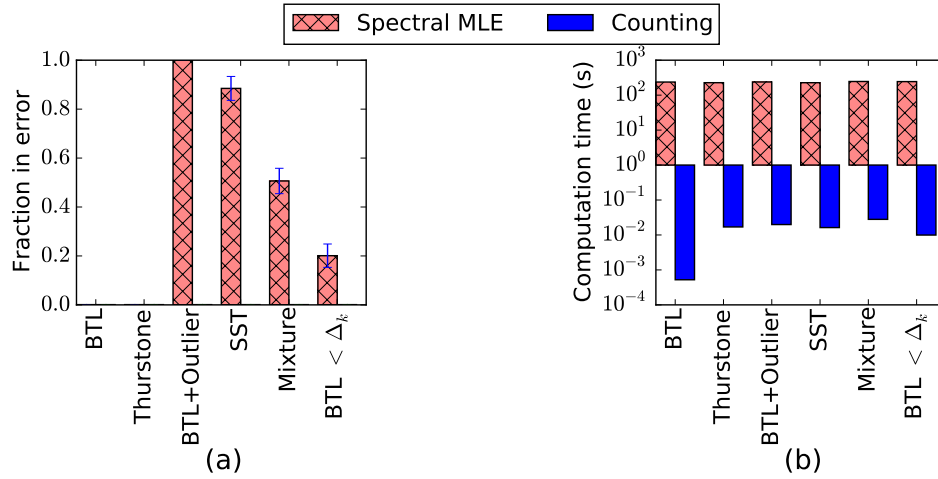 Spectral MLE
Counting
Fraction in error
1.0
0.8
0.6
0.4
0.2
0.0
BTL
Thurstone
BTL+Outlier
SST
Mixture
BTL < Δₖ
(a)
Computation time (s)
10³
10²
10¹
10⁰
10⁻¹
10⁻²
10⁻³
10⁻⁴
BTL
Thurstone
BTL+Outlier
SST
Mixture
BTL < Δₖ
(b)